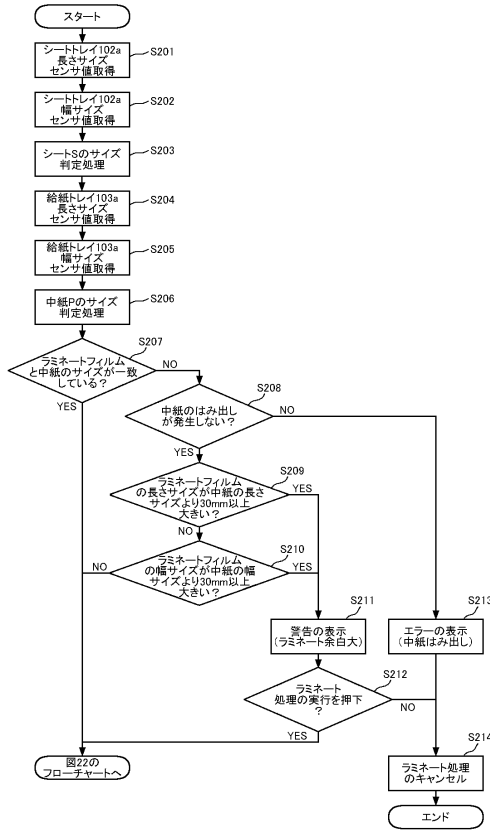 スタート
シートトレイ102a
長さサイズ
センサ値取得
S201
シートトレイ102a
幅サイズ
センサ値取得
S202
シートSのサイズ
判定処理
S203
給紙トレイ103a
長さサイズ
センサ値取得
S204
給紙トレイ103a
幅サイズ
センサ値取得
S205
中紙Pのサイズ
判定処理
S206
S207
ラミネートフィルム
と中紙のサイズが一致
している？
NO
YES
S208
中紙のはみ出し
が発生しない？
NO
YES
S209
ラミネートフィルム
の長さサイズが中紙の長さ
サイズより30mm以上
大きい？
YES
NO
S210
ラミネートフィルム
の幅サイズが中紙の幅
サイズより30mm以上
大きい？
NO
YES
S211
警告の表示
(ラミネート余白大)
S213
エラーの表示
(中紙はみ出し)
S212
ラミネート
処理の実行を押下
？
NO
YES
S214
ラミネート処理
のキャンセル
図22の
フローチャートへ
エンド